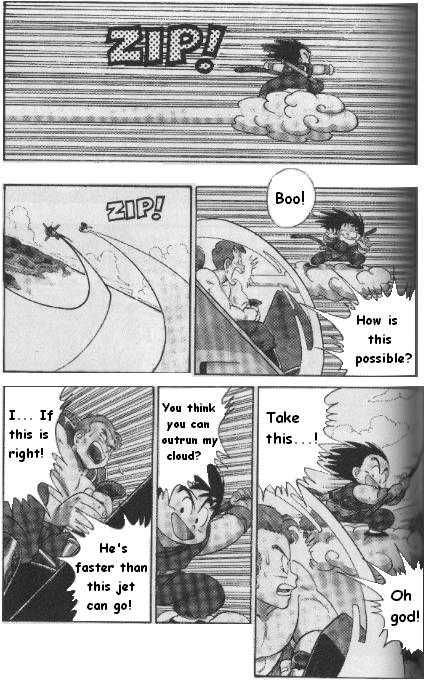 ZIP!
ZIP!
Boo!
How is
this
possible?
I... If
this is
right!
He's
faster than
this jet
can go!
You think
you can
outrun my
cloud?
Take
this...!
Oh
god!